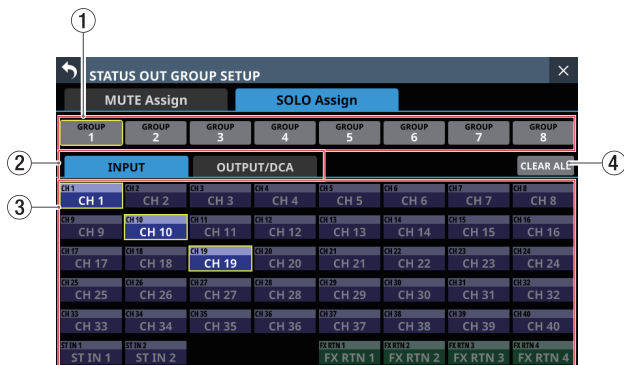 ①
STATUS OUT GROUP SETUP ×
MUTE Assign SOLO Assign
GROUP GROUP GROUP GROUP GROUP GROUP GROUP GROUP
1 2 3 4 5 6 7 8
② INPUT OUTPUT/DCA CLEAR ALL ④
③ CH 1 CH 2 CH 3 CH 4 CH 5 CH 6 CH 7 CH 8
CH 1 CH 2 CH 3 CH 4 CH 5 CH 6 CH 7 CH 8
CH 9 CH 10 CH 11 CH 12 CH 13 CH 14 CH 15 CH 16
CH 9 CH 10 CH 11 CH 12 CH 13 CH 14 CH 15 CH 16
CH 17 CH 18 CH 19 CH 20 CH 21 CH 22 CH 23 CH 24
CH 17 CH 18 CH 19 CH 20 CH 21 CH 22 CH 23 CH 24
CH 25 CH 26 CH 27 CH 28 CH 29 CH 30 CH 31 CH 32
CH 25 CH 26 CH 27 CH 28 CH 29 CH 30 CH 31 CH 32
CH 33 CH 34 CH 35 CH 36 CH 37 CH 38 CH 39 CH 40
CH 33 CH 34 CH 35 CH 36 CH 37 CH 38 CH 39 CH 40
ST IN 1 ST IN 2 FX RTN 1 FX RTN 2 FX RTN 3 FX RTN 4
ST IN 1 ST IN 2 FX RTN 1 FX RTN 2 FX RTN 3 FX RTN 4